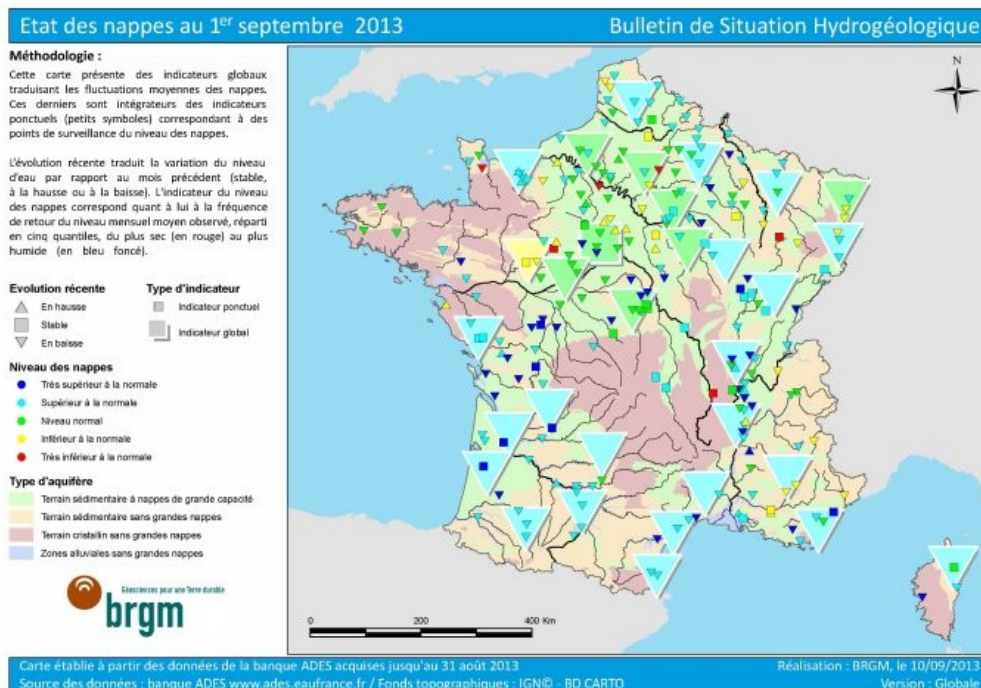 Etat des nappes au 1er septembre 2013
Bulletin de Situation Hydrogéologique
Méthodologie :
Cette carte présente des indicateurs globaux
traduisant les fluctuations moyennes des nappes.
Ces derniers sont intégrateurs des indicateurs
ponctuels (petits symboles) correspondant à des
points de surveillance du niveau des nappes.
L'évolution récente traduit la variation du niveau
d'eau par rapport au mois précédent (stable,
à la hausse ou à la baisse). L'indicateur du niveau
des nappes correspond quant à lui à la fréquence
de retour du niveau mensuel moyen observé, réparti
en cinq quantiles, du plus sec (en rouge) au plus
humide (en bleu foncé).
Evolution récente
En hausse
Stable
En baisse
Type d'indicateur
Indicateur ponctuel
Indicateur global
Niveau des nappes
Très supérieur à la normale
Supérieur à la normale
Niveau normal
Inférieur à la normale
Très inférieur à la normale
Type d'aquifère
Terrain sédimentaire à nappes de grande capacité
Terrain sédimentaire sans grandes nappes
Terrain cristallin sans grandes nappes
Zones alluviales sans grandes nappes
Géosciences pour une Terre durable
brgm
N
0 200 400 Km
Carte établie à partir des données de la banque ADES acquises jusqu'au 31 août 2013
Source des données : banque ADES www.ades.eaufrance.fr / Fonds topographiques : IGN© - BD CARTO
Réalisation : BRGM, le 10/09/2013
Version : Globale